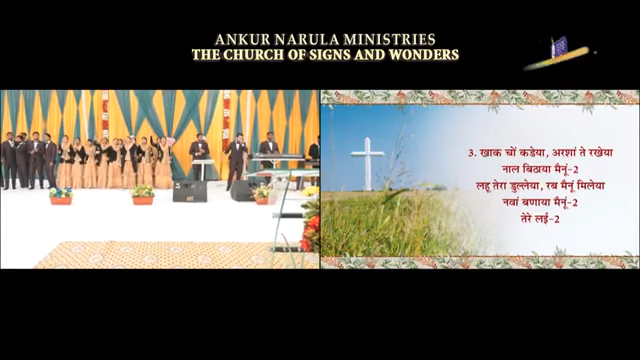 ANKUR NARULA MINISTRIES
THE CHURCH OF SIGNS AND WONDERS
3. खाक चों कडेया, अरशां ते रखेया
नाल बिठाया मैनूं-2
लहू तेरा डुल्लेया, रब मैनूं मिलेया
नवां बणाया मैनूं-2
तेरे लई-2